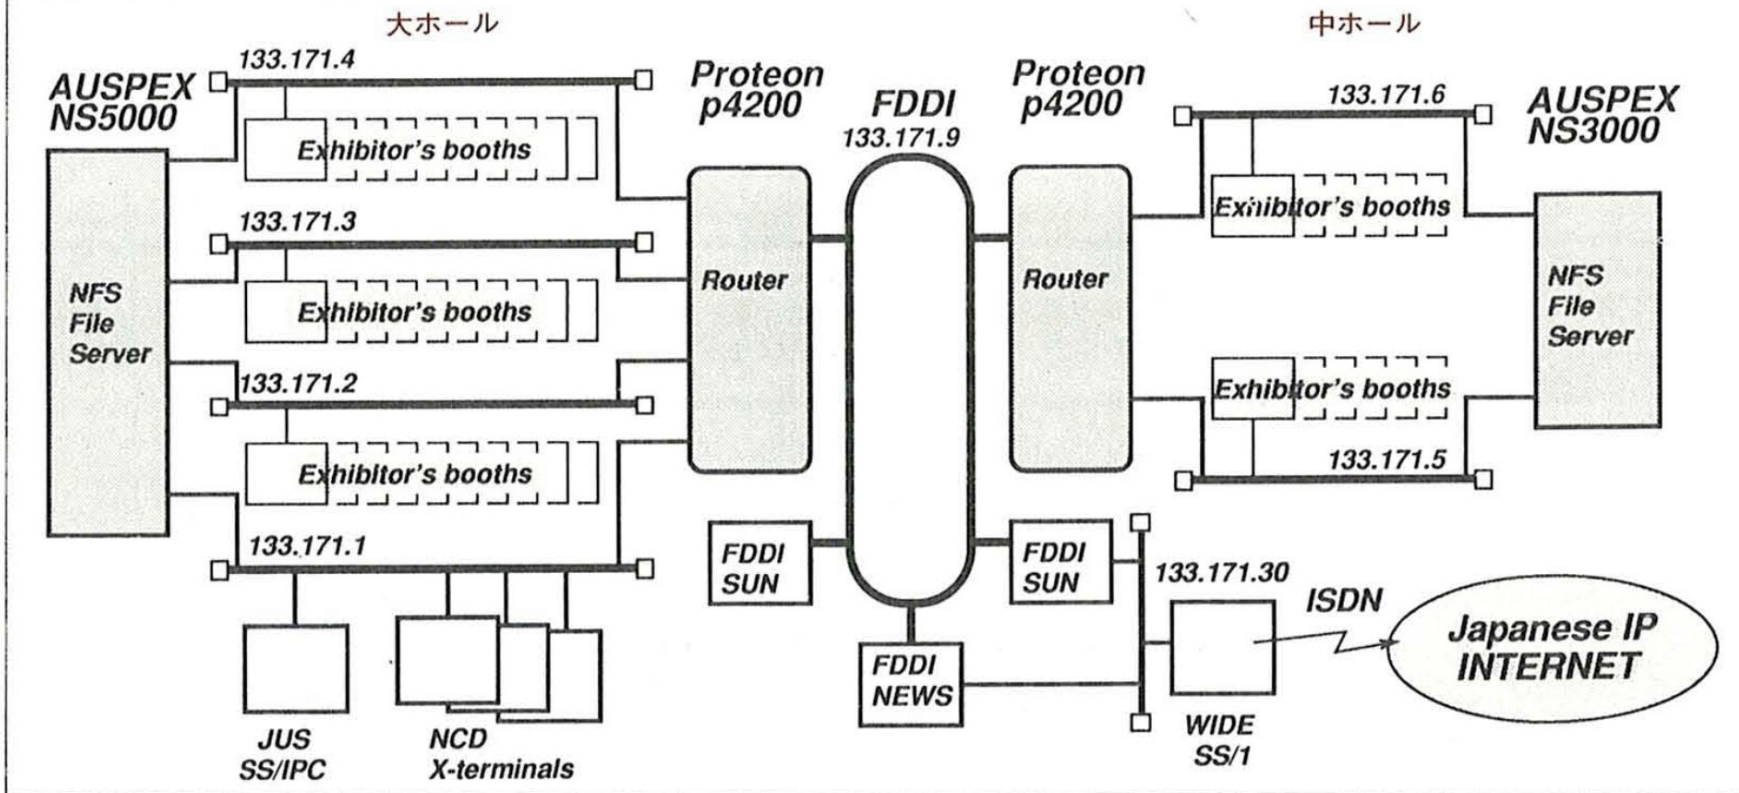 大ホール
中ホール
AUSPEX
NS5000
133.171.4
Exhibitor's booths
133.171.3
Exhibitor's booths
133.171.2
Exhibitor's booths
133.171.1
NFS
File
Server
JUS
SS/IPC
NCD
X-terminals
Proteon
p4200
Router
FDDI
133.171.9
Proteon
p4200
Router
FDDI
SUN
FDDI
SUN
FDDI
NEWS
133.171.6
Exhibitor's booths
Exhibitor's booths
133.171.5
AUSPEX
NS3000
NFS
File
Server
133.171.30
WIDE
SS/1
ISDN
Japanese IP
INTERNET